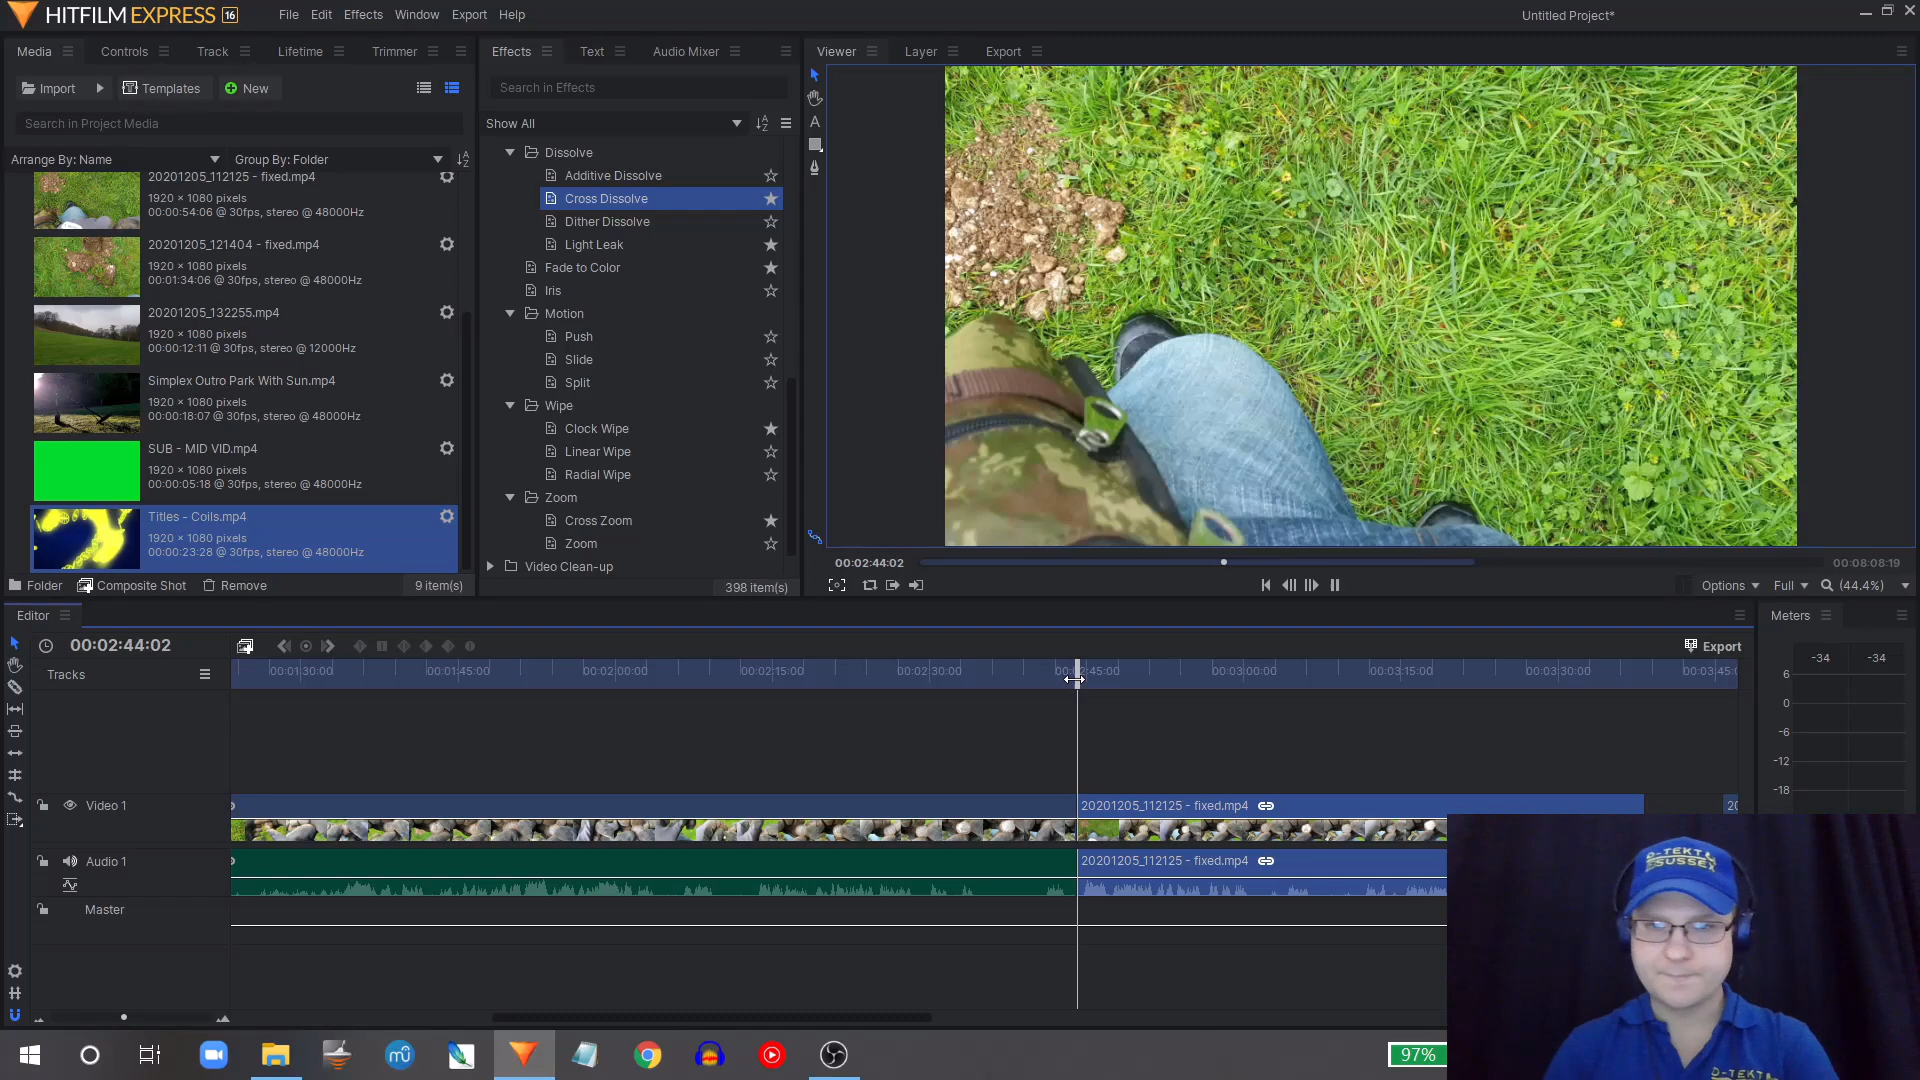 HITFILM EXPRESS 16
File Edit Effects Window Export Help
Untitled Project*
Media Controls Track Lifetime Trimmer
Effects Text Audio Mixer
Viewer Layer Export
Import Templates New
Search in Project Media
Arrange By: Name Group By: Folder
20201205_112125 - fixed.mp4
1920 × 1080 pixels
00:00:54:06 @ 30fps, stereo @ 48000Hz
20201205_121404 - fixed.mp4
1920 × 1080 pixels
00:01:34:06 @ 30fps, stereo @ 48000Hz
20201205_132255.mp4
1920 × 1080 pixels
00:00:12:11 @ 30fps, stereo @ 12000Hz
Simplex Outro Park With Sun.mp4
1920 × 1080 pixels
00:00:18:07 @ 30fps, stereo @ 48000Hz
SUB - MID VID.mp4
1920 × 1080 pixels
00:00:05:18 @ 30fps, stereo @ 48000Hz
Titles - Coils.mp4
1920 × 1080 pixels
00:00:23:28 @ 30fps, stereo @ 48000Hz
Folder Composite Shot Remove 9 item(s)
Search in Effects
Show All
Dissolve
Additive Dissolve
Cross Dissolve
Dither Dissolve
Light Leak
Fade to Color
Iris
Motion
Push
Slide
Split
Wipe
Clock Wipe
Linear Wipe
Radial Wipe
Zoom
Cross Zoom
Zoom
Video Clean-up
398 item(s)
A
00:02:44:02 00:08:08:19
Options Full (44.4%)
Editor
00:02:44:02
Export
Tracks
00:01:30:00 00:01:45:00 00:02:00:00 00:02:15:00 00:02:30:00 00:02:45:00 00:03:00:00 00:03:15:00 00:03:30:00 00:03:45:0
Video 1
20201205_112125 - fixed.mp4
20
Audio 1
20201205_112125 - fixed.mp4
Master
Meters
-34 -34
6
0
-6
-12
-18
D-TEKT
SUSSEX
D-TEKT
97%